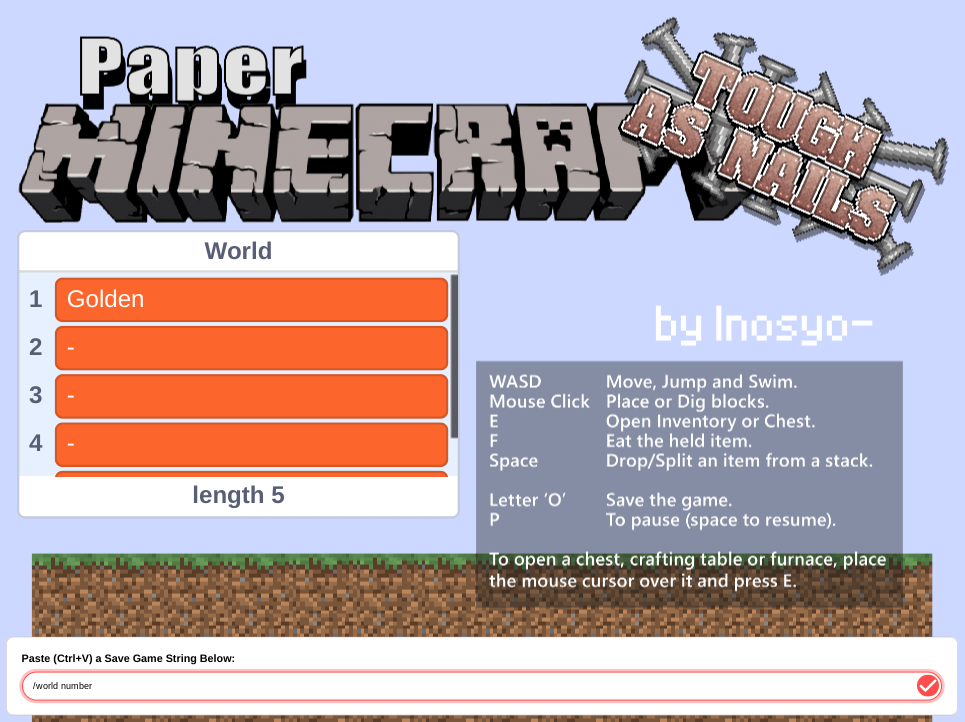 Paper
MINECRAFT
TOUGH
AS NAILS
World
1 Golden
2 -
3 -
4 -
length 5
by Inosyo-
WASD Move, Jump and Swim.
Mouse Click Place or Dig blocks.
E Open Inventory or Chest.
F Eat the held item.
Space Drop/Split an item from a stack.
Letter ‘O’ Save the game.
P To pause (space to resume).
To open a chest, crafting table or furnace, place
the mouse cursor over it and press E.
Paste (Ctrl+V) a Save Game String Below:
/world number